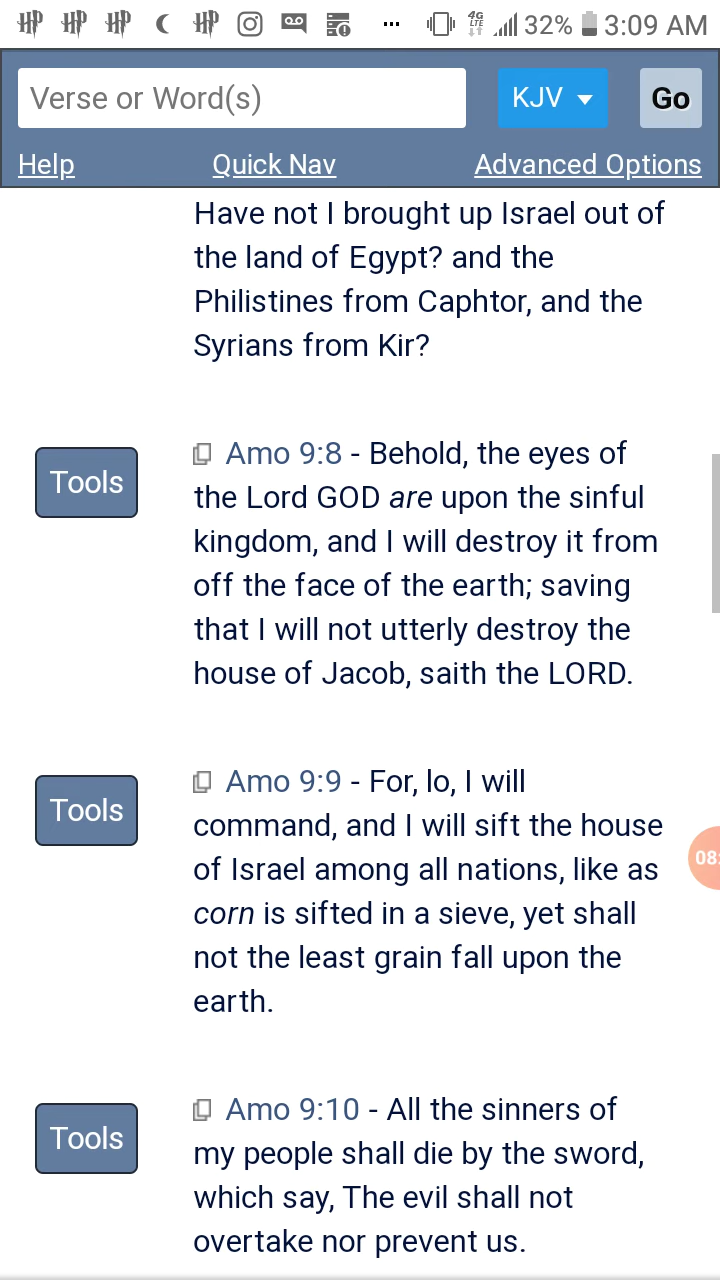 HP HP HP HP 4G LTE 32% 3:09 AM
Verse or Word(s) KJV Go
Help Quick Nav Advanced Options
Have not I brought up Israel out of
the land of Egypt? and the
Philistines from Caphtor, and the
Syrians from Kir?
Tools
Amo 9:8 - Behold, the eyes of
the Lord GOD are upon the sinful
kingdom, and I will destroy it from
off the face of the earth; saving
that I will not utterly destroy the
house of Jacob, saith the LORD.
Tools
Amo 9:9 - For, lo, I will
command, and I will sift the house
of Israel among all nations, like as
corn is sifted in a sieve, yet shall
not the least grain fall upon the
earth.
08:
Tools
Amo 9:10 - All the sinners of
my people shall die by the sword,
which say, The evil shall not
overtake nor prevent us.